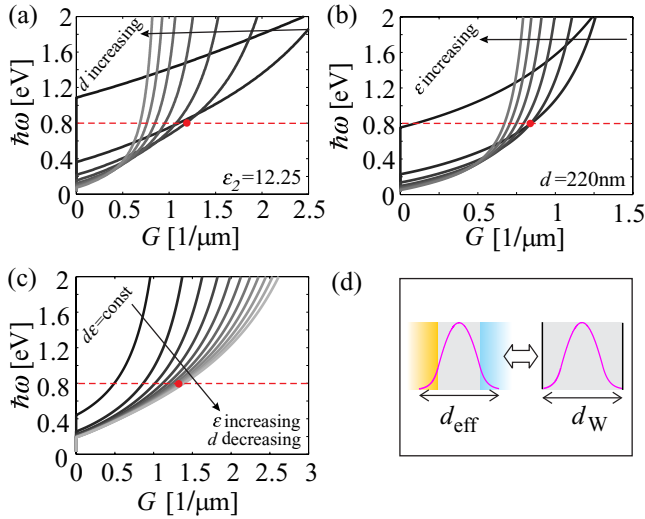 (a)
2
1.6
1.2
0.8
0.4
0
ħω [eV]
d increasing
ε₂=12.25
0 0.5 1 1.5 2 2.5
G [1/μm]
(b)
2
1.6
1.2
0.8
0.4
0
ħω [eV]
ε increasing
d=220nm
0 0.5 1 1.5
G [1/μm]
(c)
2
1.6
1.2
0.8
0.4
0
ħω [eV]
dε=const
ε increasing
d decreasing
0 0.5 1 1.5 2 2.5 3
G [1/μm]
(d)
d_eff
d_W